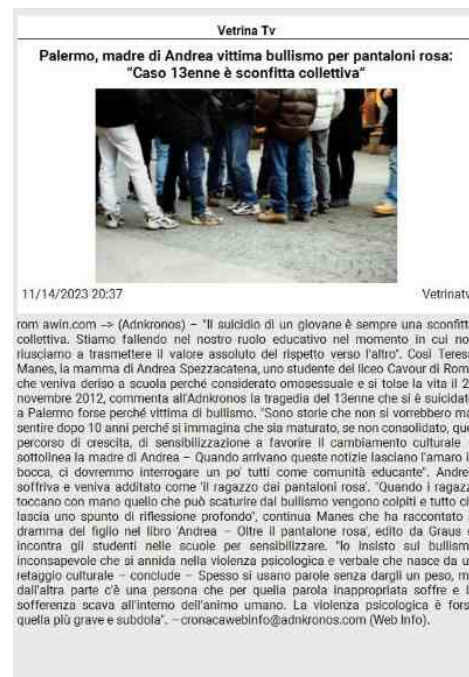 Vetrina Tv
Palermo, madre di Andrea vittima bullismo per pantaloni rosa:
“Caso 13enne è sconfitta collettiva”
11/14/2023 20:37 Vetrinatv
rom awin.com –> (Adnkronos) – "Il suicidio di un giovane è sempre una sconfitt
collettiva. Stiamo fallendo nel nostro ruolo educativo nel momento in cui no
riusciamo a trasmettere il valore assoluto del rispetto verso l'altro". Così Teres
Manes, la mamma di Andrea Spezzacatena, uno studente del liceo Cavour di Rom
che veniva deriso a scuola perché considerato omosessuale e si tolse la vita il 2
novembre 2012, commenta all'Adnkronos la tragedia del 13enne che si è suicidat
a Palermo forse perché vittima di bullismo. "Sono storie che non si vorrebbero ma
sentire dopo 10 anni perché si immagina che sia maturato, se non consolidato, que
percorso di crescita, di sensibilizzazione a favorire il cambiamento culturale
sottolinea la madre di Andrea – Quando arrivano queste notizie lasciano l'amaro i
bocca, ci dovremmo interrogare un po' tutti come comunità educante". Andre
soffriva e veniva additato come 'il ragazzo dai pantaloni rosa'. "Quando i ragazz
toccano con mano quello che può scaturire dal bullismo vengono colpiti e tutto ci
lascia uno spunto di riflessione profondo", continua Manes che ha raccontato
dramma del figlio nel libro 'Andrea – Oltre il pantalone rosa', edito da Graus
incontra gli studenti nelle scuole per sensibilizzare. "Io insisto sul bullism
inconsapevole che si annida nella violenza psicologica e verbale che nasce da u
retaggio culturale – conclude – Spesso si usano parole senza dargli un peso, m
dall'altra parte c'è una persona che per quella parola inappropriata soffre e l
sofferenza scava all'interno dell'animo umano. La violenza psicologica è fors
quella più grave e subdola". —cronacawebinfo@adnkronos.com (Web Info).